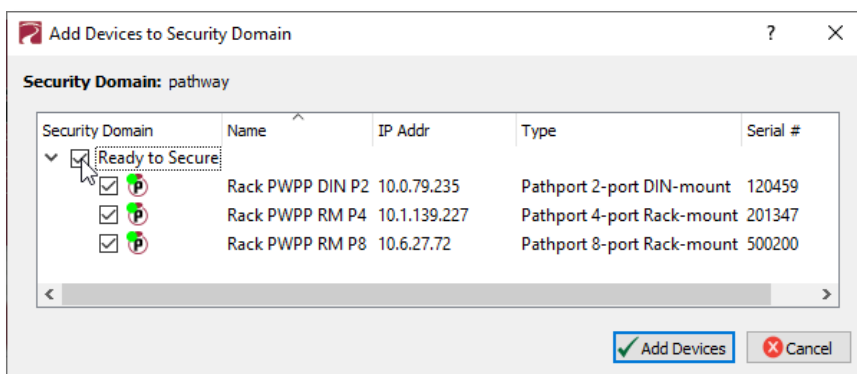 Add Devices to Security Domain ?
Security Domain: pathway
Security Domain Name IP Addr Type Serial #
Ready to Secure
Rack PWPP DIN P2 10.0.79.235 Pathport 2-port DIN-mount 120459
Rack PWPP RM P4 10.1.139.227 Pathport 4-port Rack-mount 201347
Rack PWPP RM P8 10.6.27.72 Pathport 8-port Rack-mount 500200
Add Devices Cancel